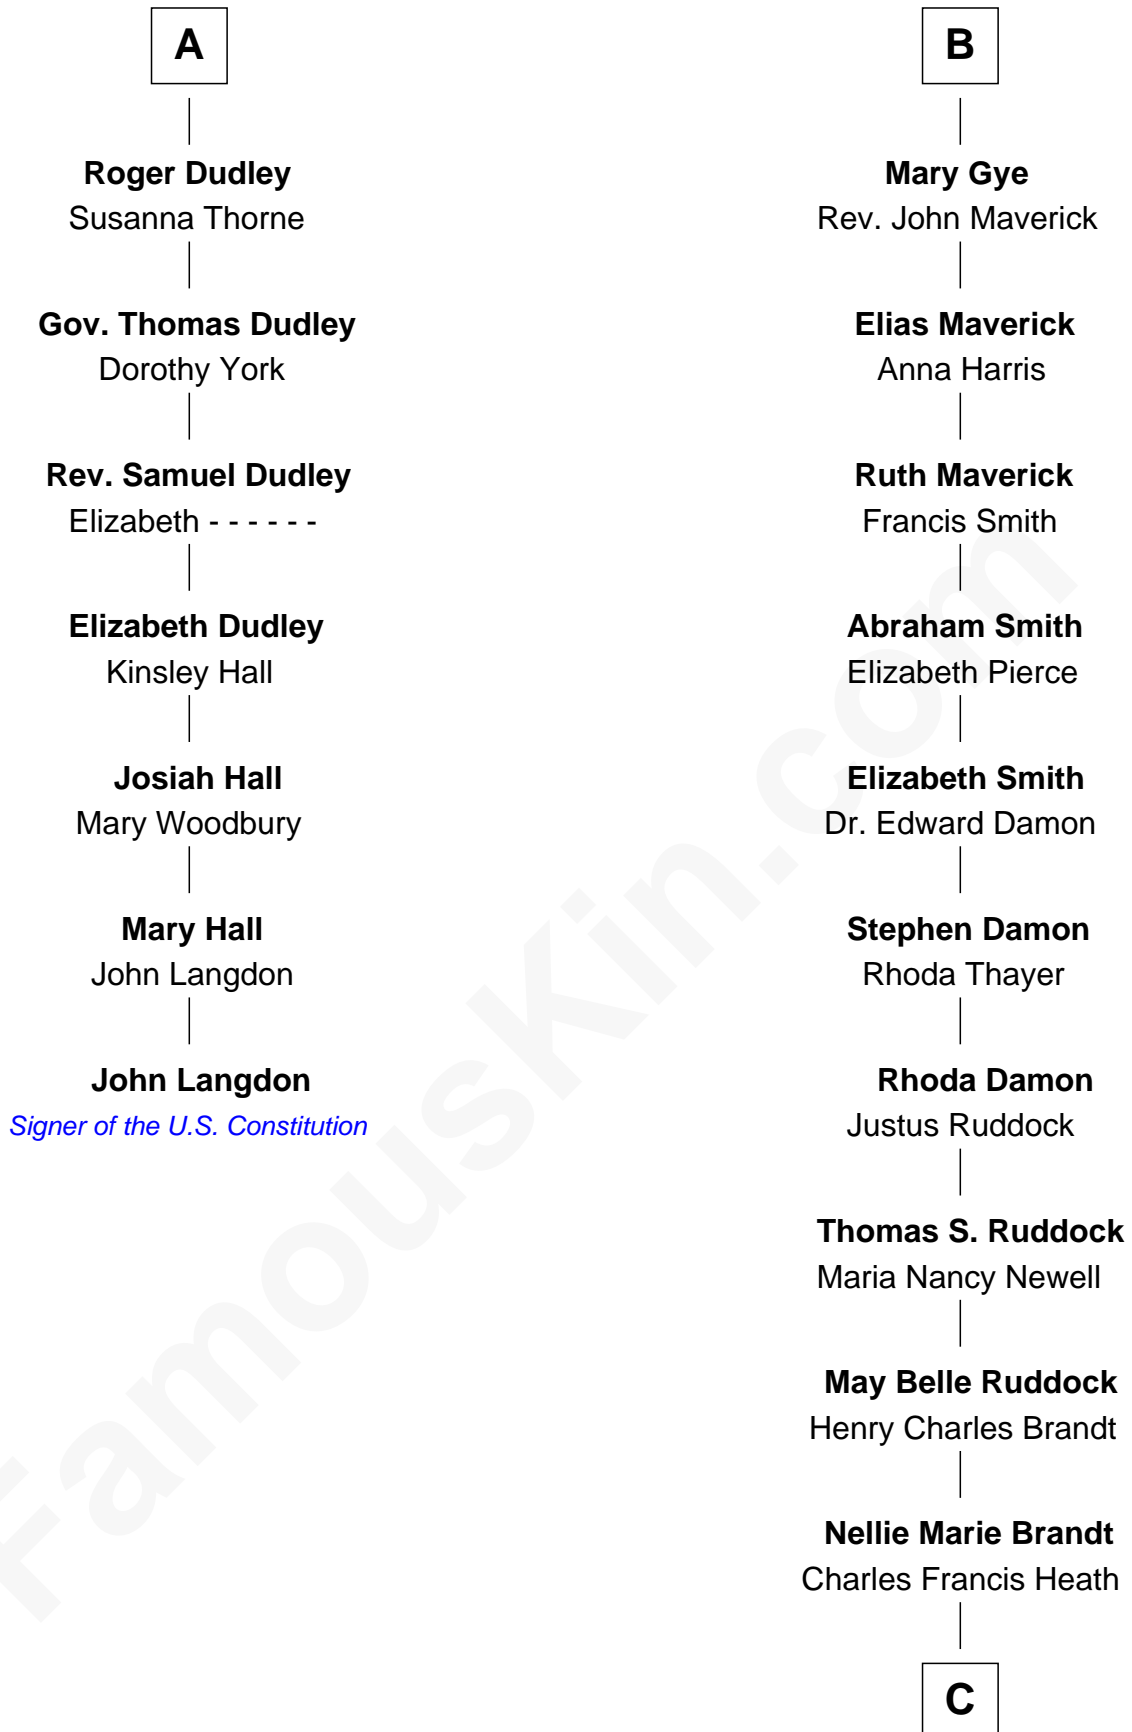 A
Roger Dudley
Susanna Thorne
Gov. Thomas Dudley
Dorothy York
Rev. Samuel Dudley
Elizabeth - - - - - -
Elizabeth Dudley
Kinsley Hall
Josiah Hall
Mary Woodbury
Mary Hall
John Langdon
John Langdon
Signer of the U.S. Constitution
B
Mary Gye
Rev. John Maverick
Elias Maverick
Anna Harris
Ruth Maverick
Francis Smith
Abraham Smith
Elizabeth Pierce
Elizabeth Smith
Dr. Edward Damon
Stephen Damon
Rhoda Thayer
Rhoda Damon
Justus Ruddock
Thomas S. Ruddock
Maria Nancy Newell
May Belle Ruddock
Henry Charles Brandt
Nellie Marie Brandt
Charles Francis Heath
C
FamousKin.com